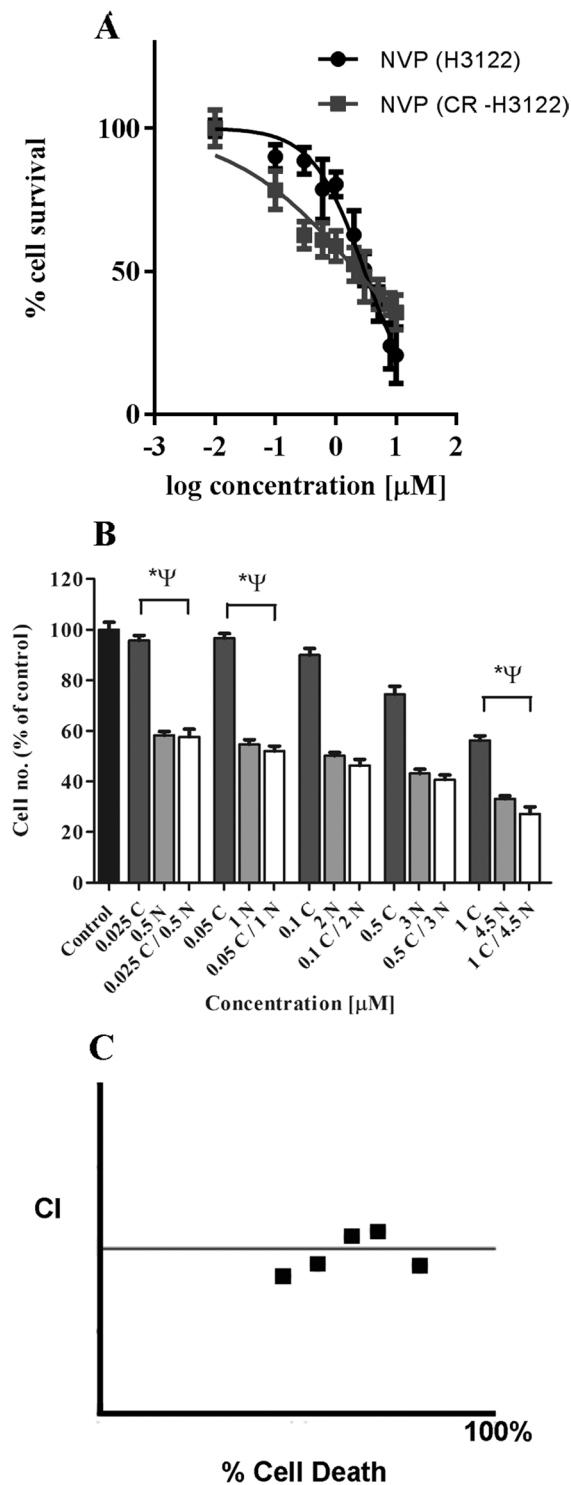 A
NVP (H3122)
NVP (CR -H3122)
100
50
0
% cell survival
-3 -2 -1 0 1 2
log concentration [μM]
B
*Ψ *Ψ *Ψ
120
100
80
60
40
20
0
Cell no. (% of control)
Control
0.025 C
0.5 N
0.025 C / 0.5 N
0.05 C
1 N
0.05 C/ 1 N
0.1 C
2 N
0.1 C/ 2 N
0.5 C
3 N
0.5 C/ 3 N
1 C
4.5 N
1 C/ 4.5 N
Concentration [μM]
C
CI
100%
% Cell Death